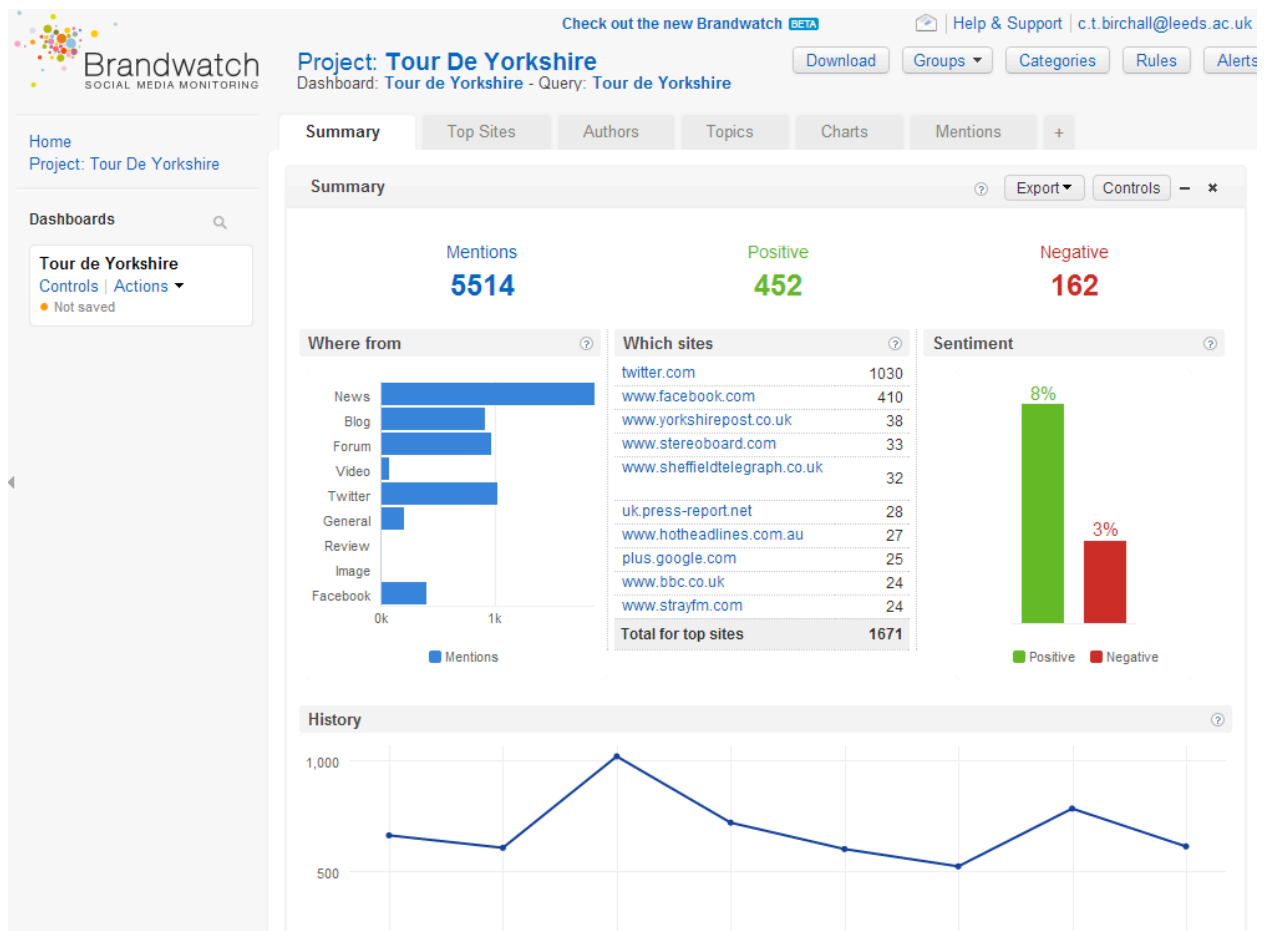 Check out the new Brandwatch BETA
Help & Support | c.t.birchall@leeds.ac.uk
Brandwatch
SOCIAL MEDIA MONITORING
Project: Tour De Yorkshire
Dashboard: Tour de Yorkshire - Query: Tour de Yorkshire
Download
Groups
Categories
Rules
Alerts
Home
Project: Tour De Yorkshire
Dashboards
Tour de Yorkshire
Controls | Actions
Not saved
Summary
Top Sites
Authors
Topics
Charts
Mentions
+
Summary
?
Export
Controls
Mentions
5514
Positive
452
Negative
162
Where from
?
News
Blog
Forum
Video
Twitter
General
Review
Image
Facebook
0k
1k
Mentions
Which sites
?
twitter.com 1030
www.facebook.com 410
www.yorkshirepost.co.uk 38
www.stereoboard.com 33
www.sheffieldtelegraph.co.uk 32
uk.press-report.net 28
www.hotheadlines.com.au 27
plus.google.com 25
www.bbc.co.uk 24
www.strayfm.com 24
Total for top sites 1671
Sentiment
?
8%
3%
Positive
Negative
History
?
1,000
500